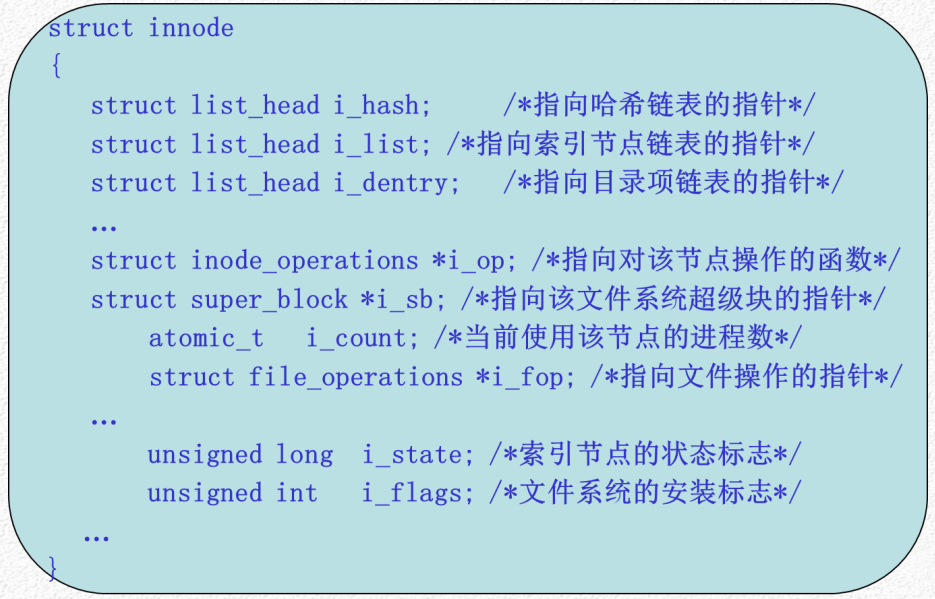 struct innode
{
struct list_head i_hash; /*指向哈希链表的指针*/
struct list_head i_list; /*指向索引节点链表的指针*/
struct list_head i_dentry; /*指向目录项链表的指针*/
…
struct inode_operations *i_op; /*指向对该节点操作的函数*/
struct super_block *i_sb; /*指向该文件系统超级块的指针*/
atomic_t i_count; /*当前使用该节点的进程数*/
struct file_operations *i_fop; /*指向文件操作的指针*/
…
unsigned long i_state; /*索引节点的状态标志*/
unsigned int i_flags; /*文件系统的安装标志*/
…
}